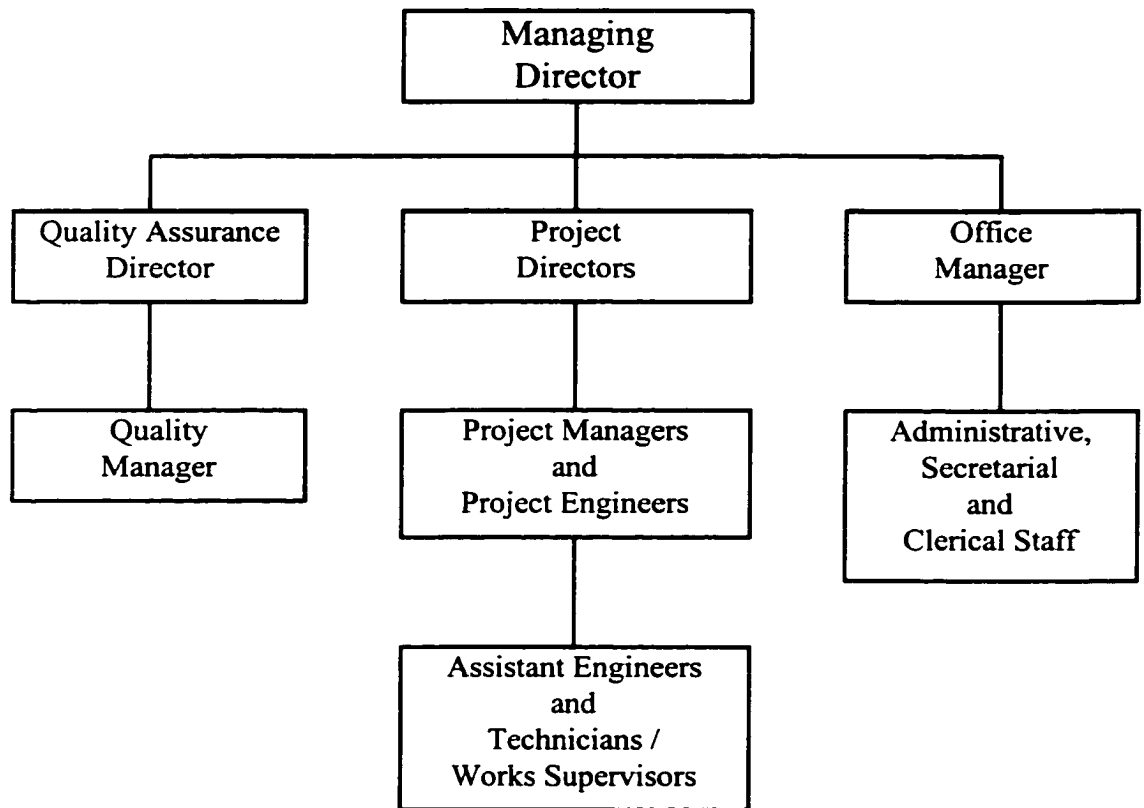 Managing
Director
Quality Assurance
Director
Project
Directors
Office
Manager
Quality
Manager
Project Managers
and
Project Engineers
Administrative,
Secretarial
and
Clerical Staff
Assistant Engineers
and
Technicians /
Works Supervisors